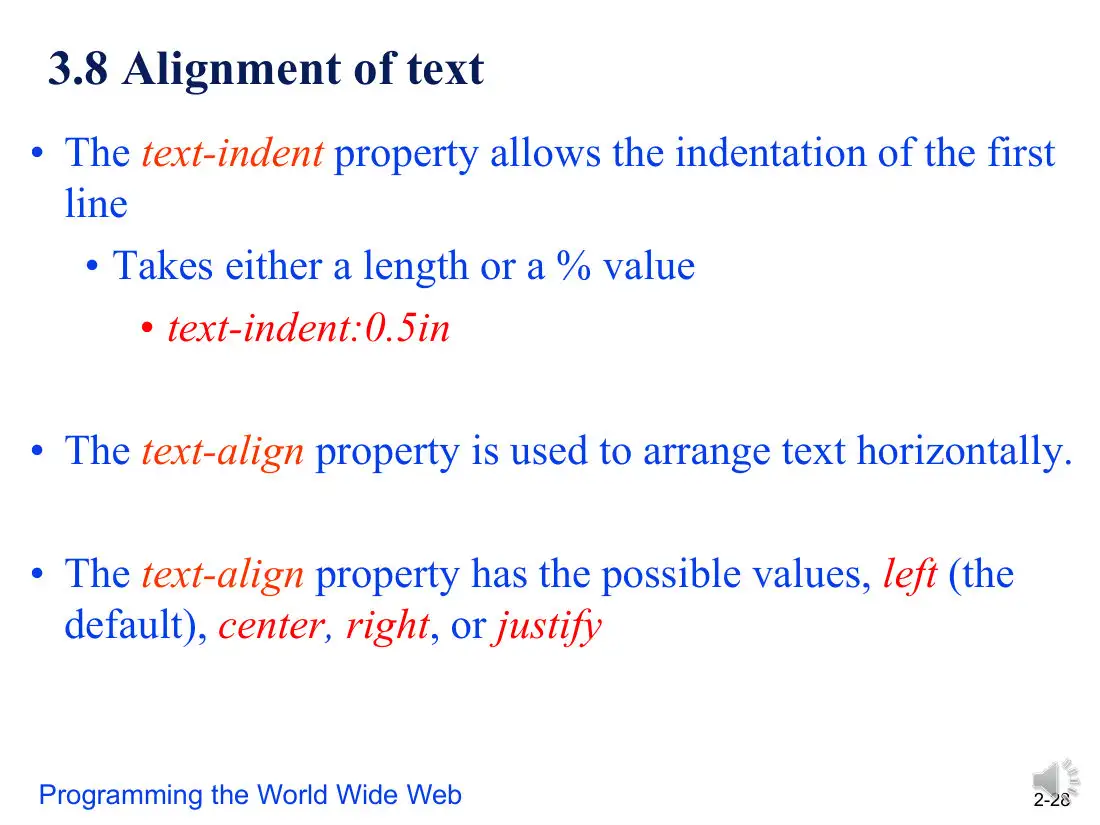 3.8 Alignment of text
• The text-indent property allows the indentation of the first
line
• Takes either a length or a % value
• text-indent:0.5in
• The text-align property is used to arrange text horizontally.
• The text-align property has the possible values, left (the
default), center, right, or justify
Programming the World Wide Web
2-28